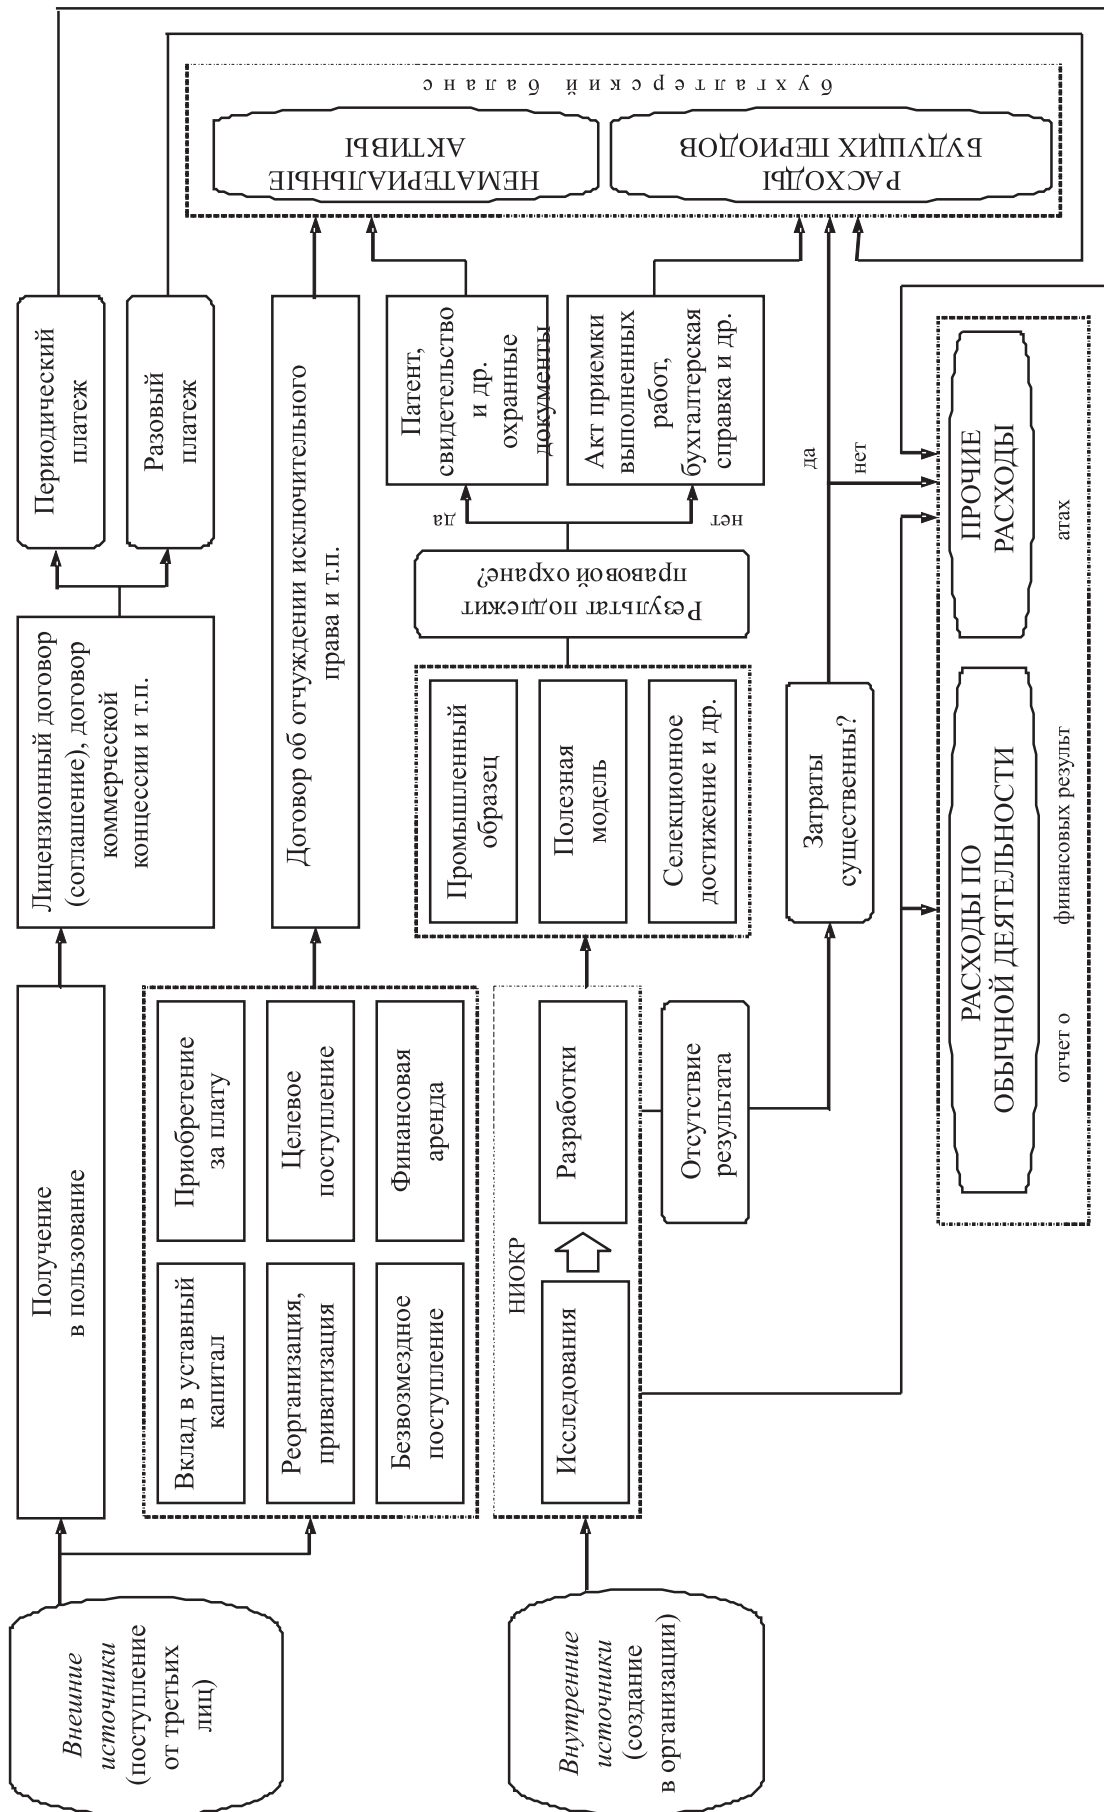 Внешние
источники
(поступление
от третьих
лиц)
Внутренние
источники
(создание
в организации)
Получение
в пользование
Вклад в уставный
капитал
Приобретение
за плату
Реорганизация,
приватизация
Целевое
поступление
Безвозмездное
поступление
Финансовая
аренда
НИОКР
Исследования
Разработки
Отсутствие
результата
Лицензионный договор
(соглашение), договор
коммерческой
концессии и т.п.
Договор об отчуждении исключительного
права и т.п.
Промышленный
образец
Полезная
модель
Селекционное
достижение и др.
Затраты
существенны?
Результат подлежит
правовой охране?
да
нет
да
нет
Периодический
платеж
Разовый
платеж
Патент,
свидетельство
и др.
охранные
документы
Акт приемки
выполненных
работ,
бухгалтерская
справка и др.
НЕМАТЕРИАЛЬНЫЕ
АКТИВЫ
РАСХОДЫ
БУДУЩИХ ПЕРИОДОВ
бухгалтерский баланс
РАСХОДЫ ПО
ОБЫЧНОЙ ДЕЯТЕЛЬНОСТИ
ПРОЧИЕ
РАСХОДЫ
отчет о финансовых результ атах